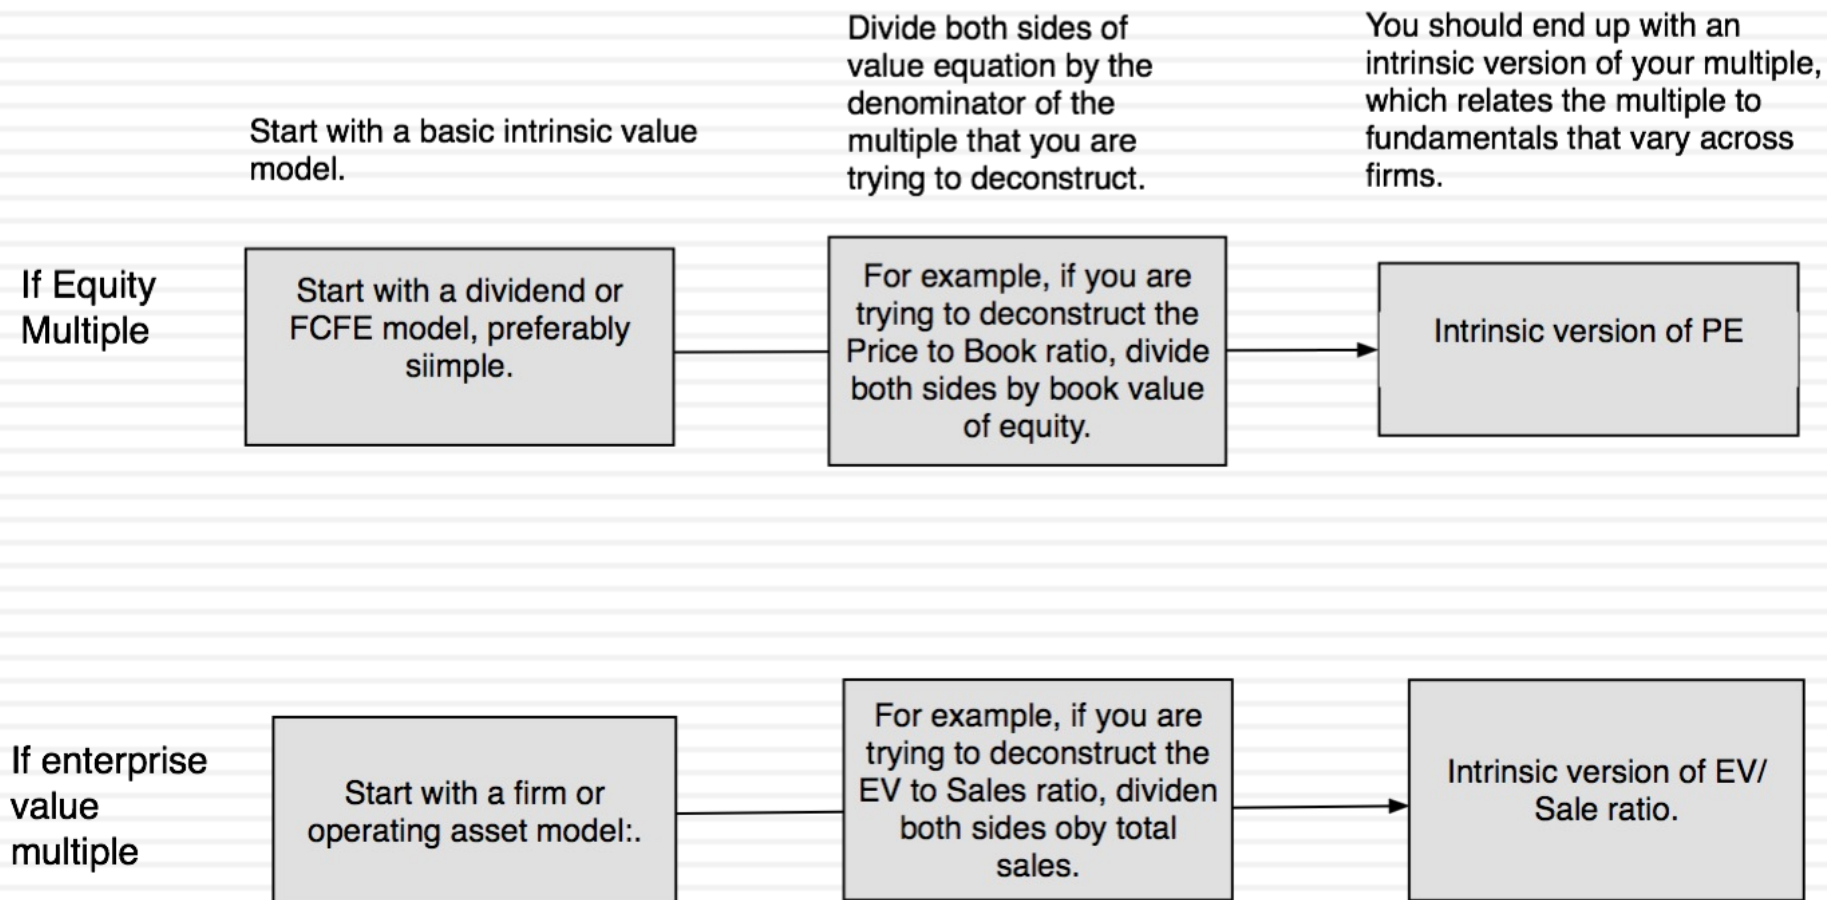 Start with a basic intrinsic value
model.
Divide both sides of
value equation by the
denominator of the
multiple that you are
trying to deconstruct.
You should end up with an
intrinsic version of your multiple,
which relates the multiple to
fundamentals that vary across
firms.
If Equity
Multiple
Start with a dividend or
FCFE model, preferably
siimple.
For example, if you are
trying to deconstruct the
Price to Book ratio, divide
both sides by book value
of equity.
Intrinsic version of PE
If enterprise
value
multiple
Start with a firm or
operating asset model:.
For example, if you are
trying to deconstruct the
EV to Sales ratio, dividen
both sides oby total
sales.
Intrinsic version of EV/
Sale ratio.